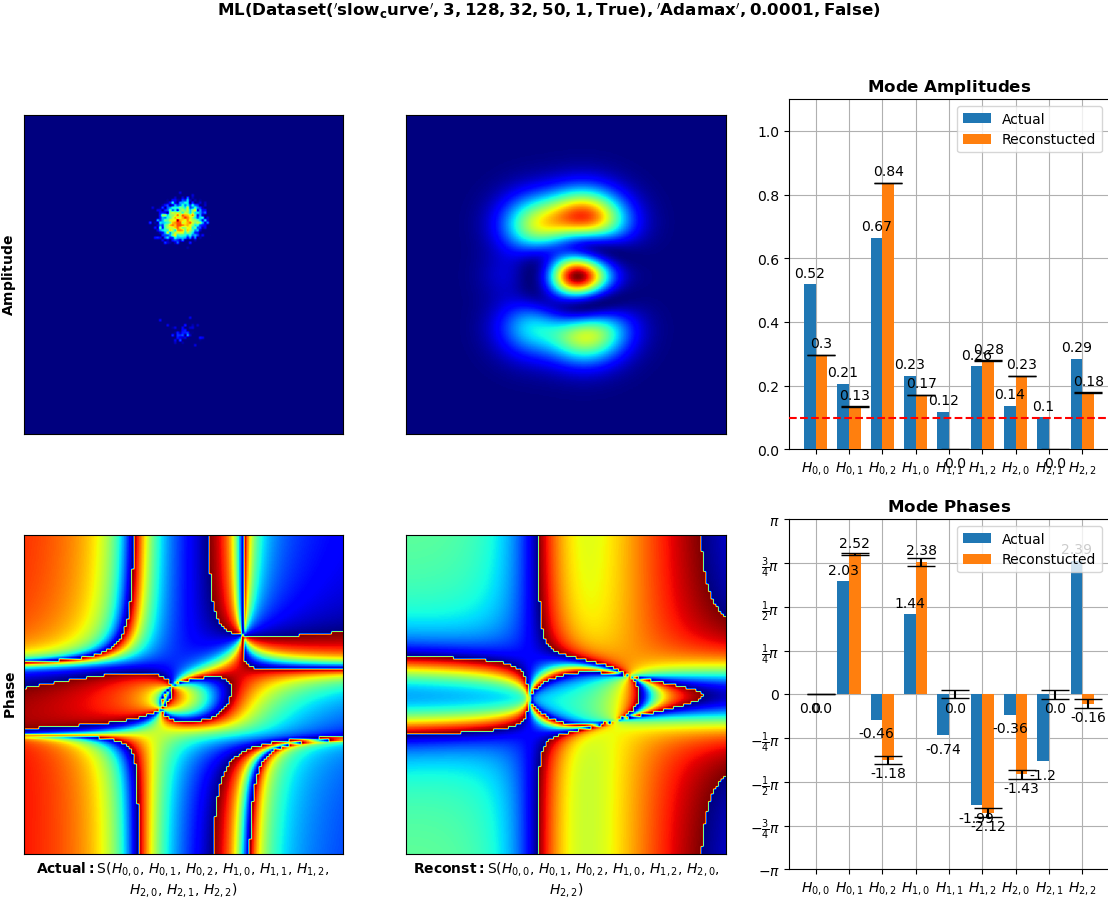 ML(Dataset('slow_curve', 3, 128, 32, 50, 1, True), 'Adamax', 0.0001, False)
Amplitude
Mode Amplitudes
Actual
Reconstucted
1.0
0.8
0.6
0.4
0.2
0.0
0.52
0.3
0.21
0.13
0.67
0.84
0.23
0.17
0.12
0.0
0.26
0.28
0.14
0.23
0.1
0.0
0.29
0.18
H0,0 H0,1 H0,2 H1,0 H1,1 H1,2 H2,0 H2,1 H2,2
Phase
Actual: S(H0,0, H0,1, H0,2, H1,0, H1,1, H1,2,
H2,0, H2,1, H2,2)
Reconst: S(H0,0, H0,1, H0,2, H1,0, H1,2, H2,0,
H2,2)
Mode Phases
Actual
Reconstucted
π
3/4π
1/2π
1/4π
0
−1/4π
−1/2π
−3/4π
−π
0.0
0.0
2.03
2.52
-0.46
-1.18
1.44
2.38
-0.74
0.0
-1.99
-2.12
-0.36
-1.43
-1.2
0.0
2.39
-0.16
H0,0 H0,1 H0,2 H1,0 H1,1 H1,2 H2,0 H2,1 H2,2